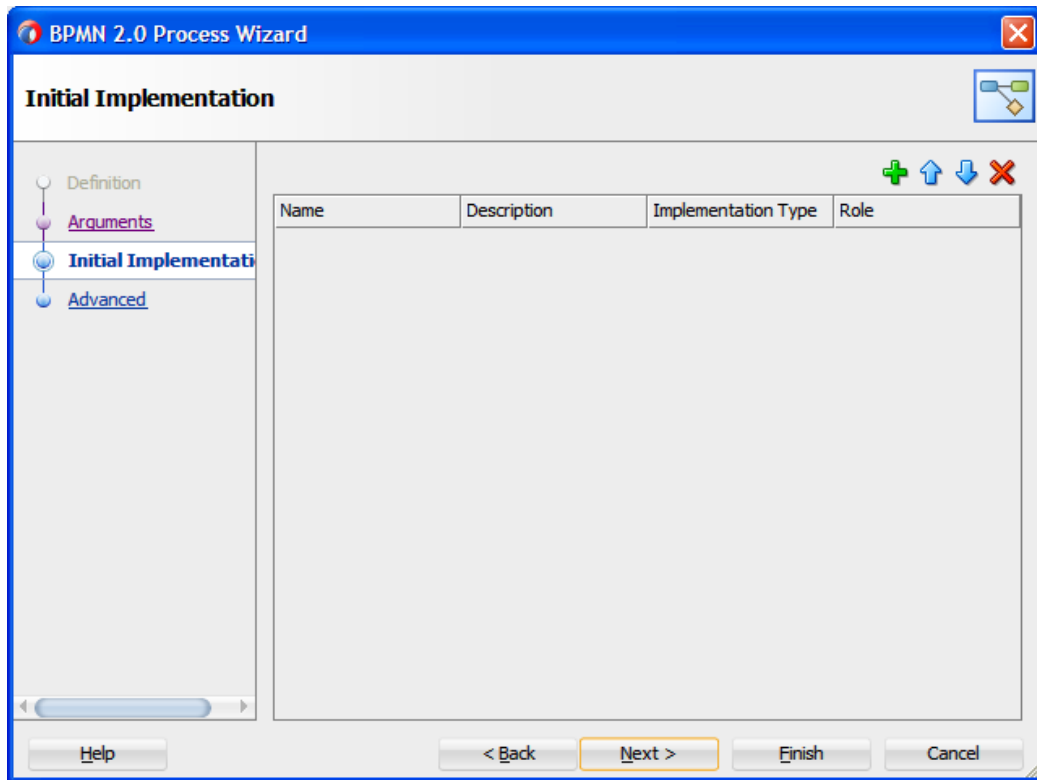 BPMN 2.0 Process Wizard
Initial Implementation
Definition
Arguments
Initial Implementati
Advanced
Name Description Implementation Type Role
Help < Back Next > Finish Cancel